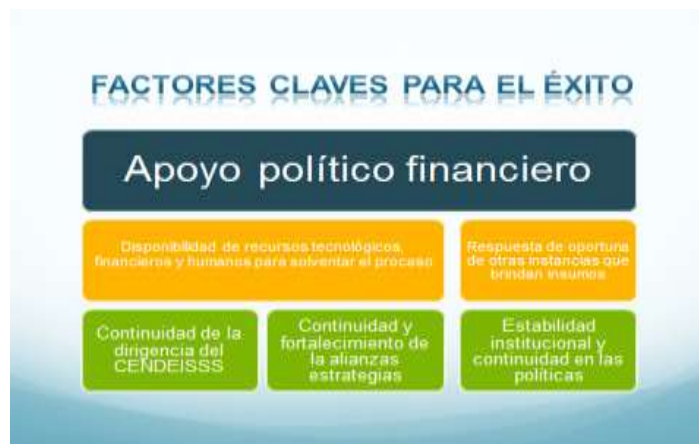 FACTORES CLAVES PARA EL ÉXITO
Apoyo político financiero
Disponibilidad de recursos tecnológicos,
financieros y humanos para solventar el proceso
Respuesta de oportuna
de otras instancias que
brindan insumos
Continuidad de la
dirigencia del
CENDEISSS
Continuidad y
fortalecimiento de
la alianzas
estrategias
Estabilidad
institucional y
continuidad en las
políticas